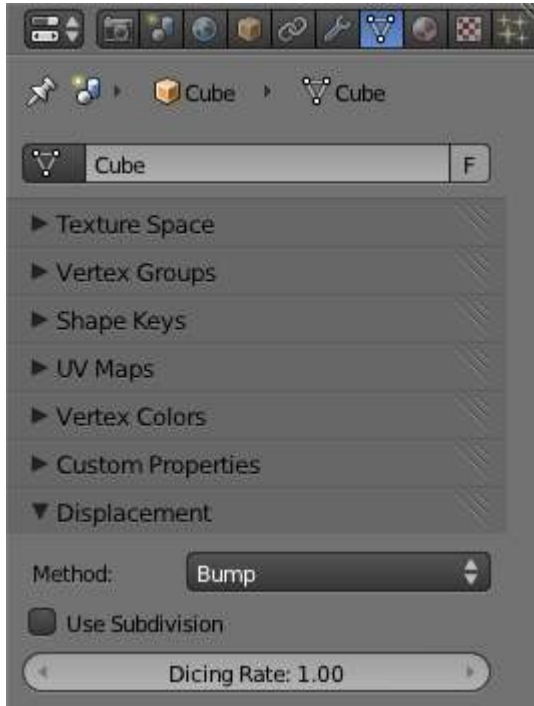 Cube Cube
Cube F
Texture Space
Vertex Groups
Shape Keys
UV Maps
Vertex Colors
Custom Properties
Displacement
Method: Bump
Use Subdivision
Dicing Rate: 1.00